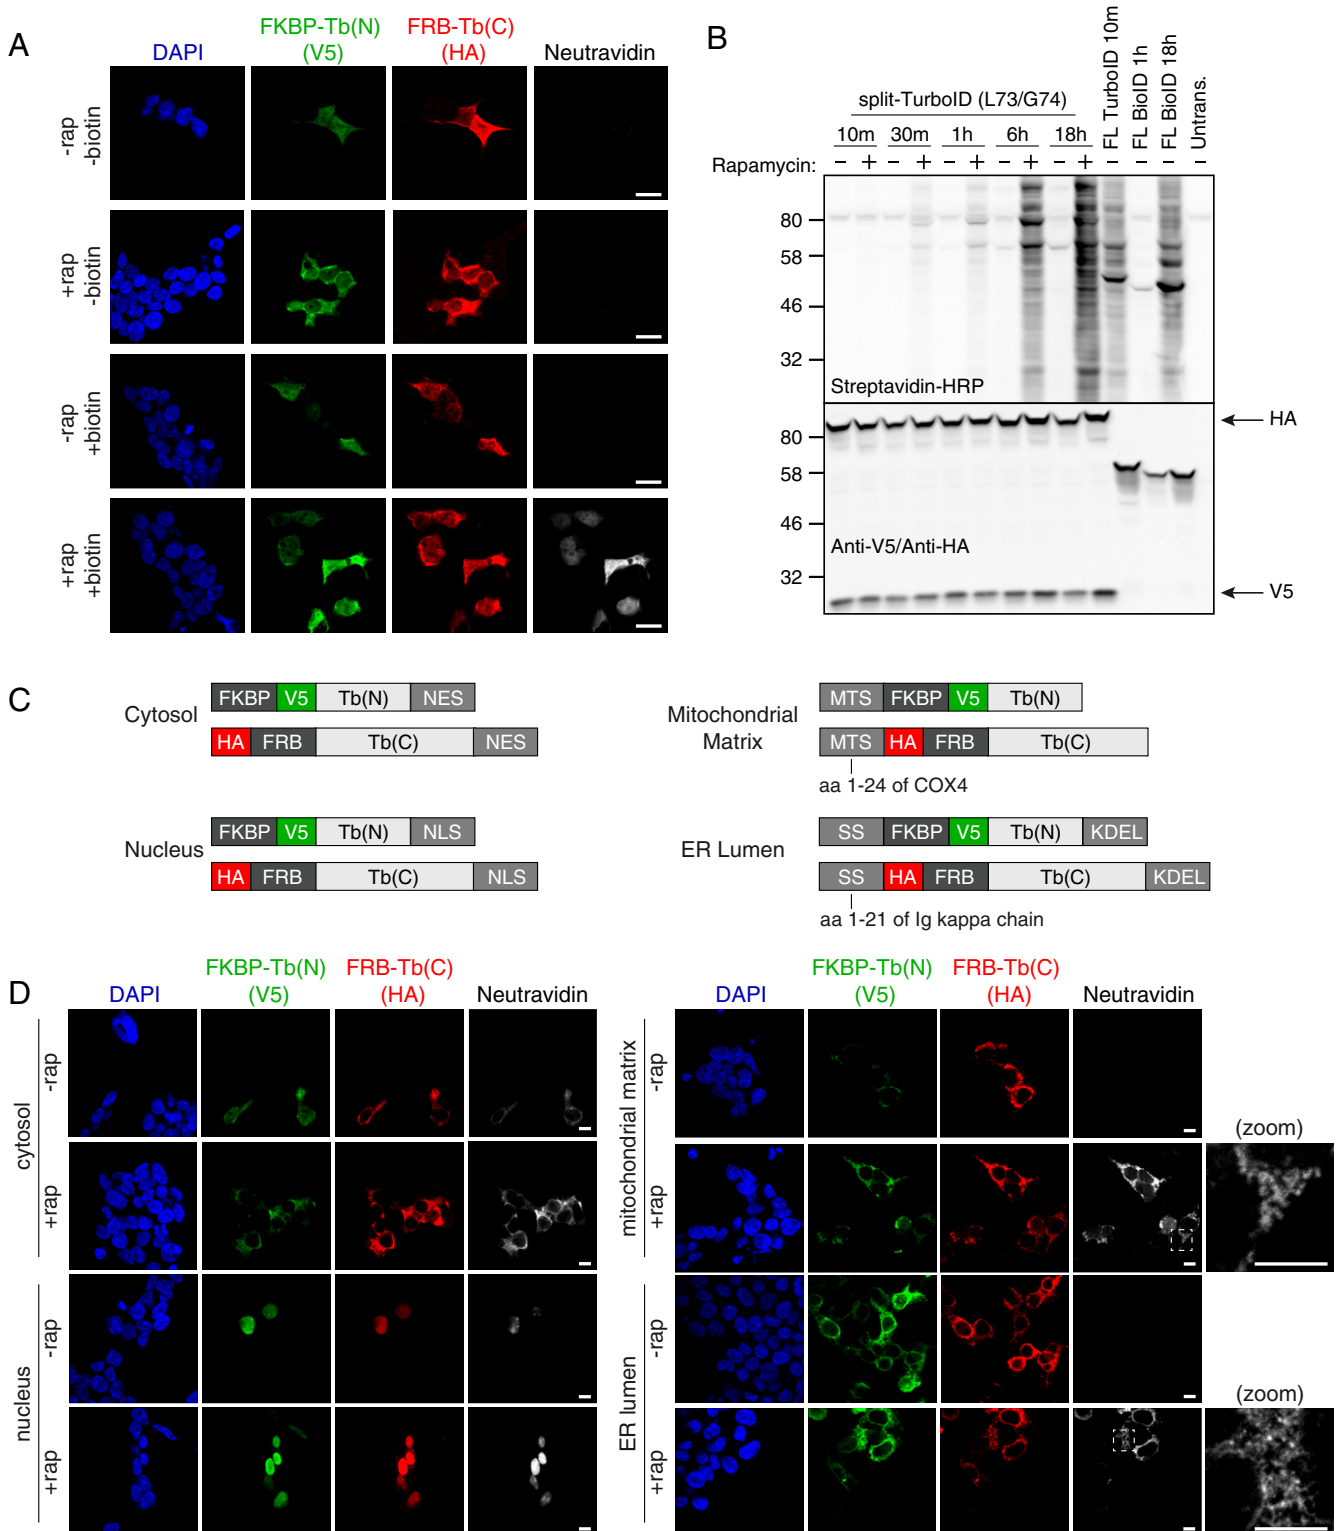 A
DAPI
FKBP-Tb(N)
(V5)
FRB-Tb(C)
(HA)
Neutravidin
-rap
-biotin
+rap
-biotin
-rap
+biotin
+rap
+biotin
B
split-TurboID (L73/G74)
FL TurboID 10m
FL BioID 1h
FL BioID 18h
Untrans.
10m 30m 1h 6h 18h
Rapamycin: - + - + - + - + - + - - - -
80
58
46
32
Streptavidin-HRP
80
58
46
32
Anti-V5/Anti-HA
HA
V5
C
Cytosol
FKBP V5 Tb(N) NES
HA FRB Tb(C) NES
Nucleus
FKBP V5 Tb(N) NLS
HA FRB Tb(C) NLS
Mitochondrial
Matrix
MTS FKBP V5 Tb(N)
MTS HA FRB Tb(C)
aa 1-24 of COX4
ER Lumen
SS FKBP V5 Tb(N) KDEL
SS HA FRB Tb(C) KDEL
aa 1-21 of Ig kappa chain
D
DAPI
FKBP-Tb(N)
(V5)
FRB-Tb(C)
(HA)
Neutravidin
cytosol
-rap
+rap
nucleus
-rap
+rap
DAPI
FKBP-Tb(N)
(V5)
FRB-Tb(C)
(HA)
Neutravidin
mitochondrial matrix
-rap
+rap
(zoom)
ER lumen
-rap
+rap
(zoom)